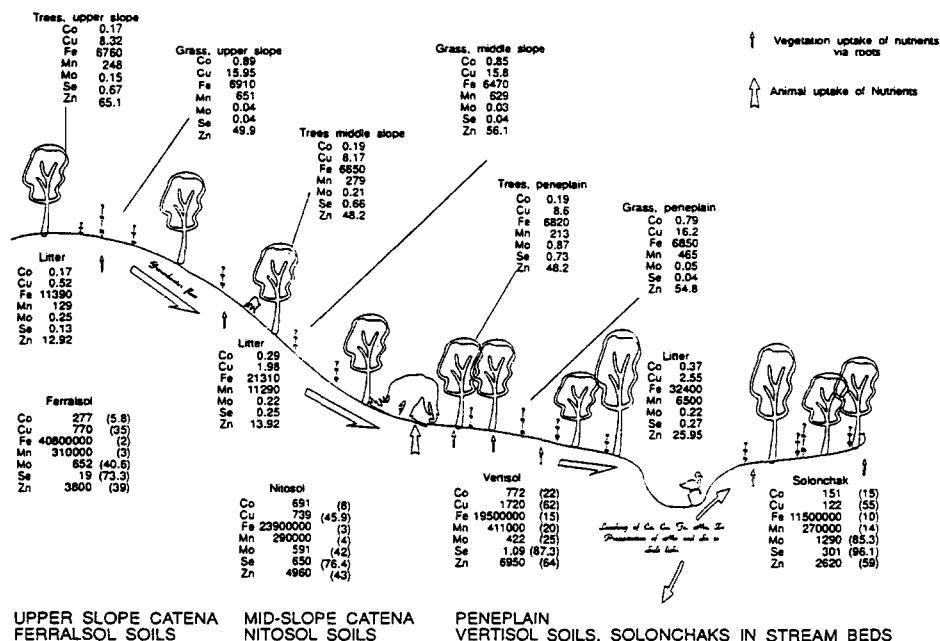 Trees, upper slope
Co 0.17
Cu 8.32
Fe 6760
Mn 248
Mo 0.15
Se 0.67
Zn 65.1
Grass, upper slope
Co 0.89
Cu 15.95
Fe 6910
Mn 651
Mo 0.04
Se 0.04
Zn 49.9
Grass, middle slope
Co 0.85
Cu 15.8
Fe 6470
Mn 629
Mo 0.03
Se 0.04
Zn 56.1
Vegetation uptake of nutrients
via roots
Animal uptake of Nutrients
Trees middle slope
Co 0.19
Cu 8.17
Fe 6650
Mn 279
Mo 0.21
Se 0.66
Zn 48.2
Trees, peneplain
Co 0.19
Cu 8.6
Fe 6820
Mn 213
Mo 0.87
Se 0.73
Zn 48.2
Grass, peneplain
Co 0.79
Cu 16.2
Fe 6850
Mn 465
Mo 0.05
Se 0.04
Zn 54.8
Litter
Co 0.17
Cu 0.52
Fe 11390
Mn 129
Mo 0.25
Se 0.13
Zn 12.92
Groundwater flow
Litter
Co 0.29
Cu 1.98
Fe 21310
Mn 11290
Mo 0.22
Se 0.25
Zn 13.92
Litter
Co 0.37
Cu 2.55
Fe 32400
Mn 6500
Mo 0.22
Se 0.27
Zn 25.95
Ferralsol
Co 277 (5.8)
Cu 770 (35)
Fe 40800000 (2)
Mn 310000 (3)
Mo 652 (40.6)
Se 19 (73.3)
Zn 3800 (39)
Nitosol
Co 691 (8)
Cu 739 (45.9)
Fe 23900000 (3)
Mn 290000 (4)
Mo 591 (42)
Se 650 (76.4)
Zn 4960 (43)
Vertisol
Co 772 (22)
Cu 1720 (62)
Fe 19500000 (15)
Mn 411000 (20)
Mo 422 (25)
Se 1.09 (87.3)
Zn 6950 (64)
Leaching of Co, Cu, Fe, Mn, Zn
of Mo and Se in
Solonchak
Co 151 (15)
Cu 122 (55)
Fe 11500000 (10)
Mn 270000 (14)
Mo 1290 (85.3)
Se 301 (96.1)
Zn 2620 (59)
UPPER SLOPE CATENA
FERRALSOL SOILS
MID-SLOPE CATENA
NITOSOL SOILS
PENEPLAIN
VERTISOL SOILS, SOLONCHAKS IN STREAM BEDS